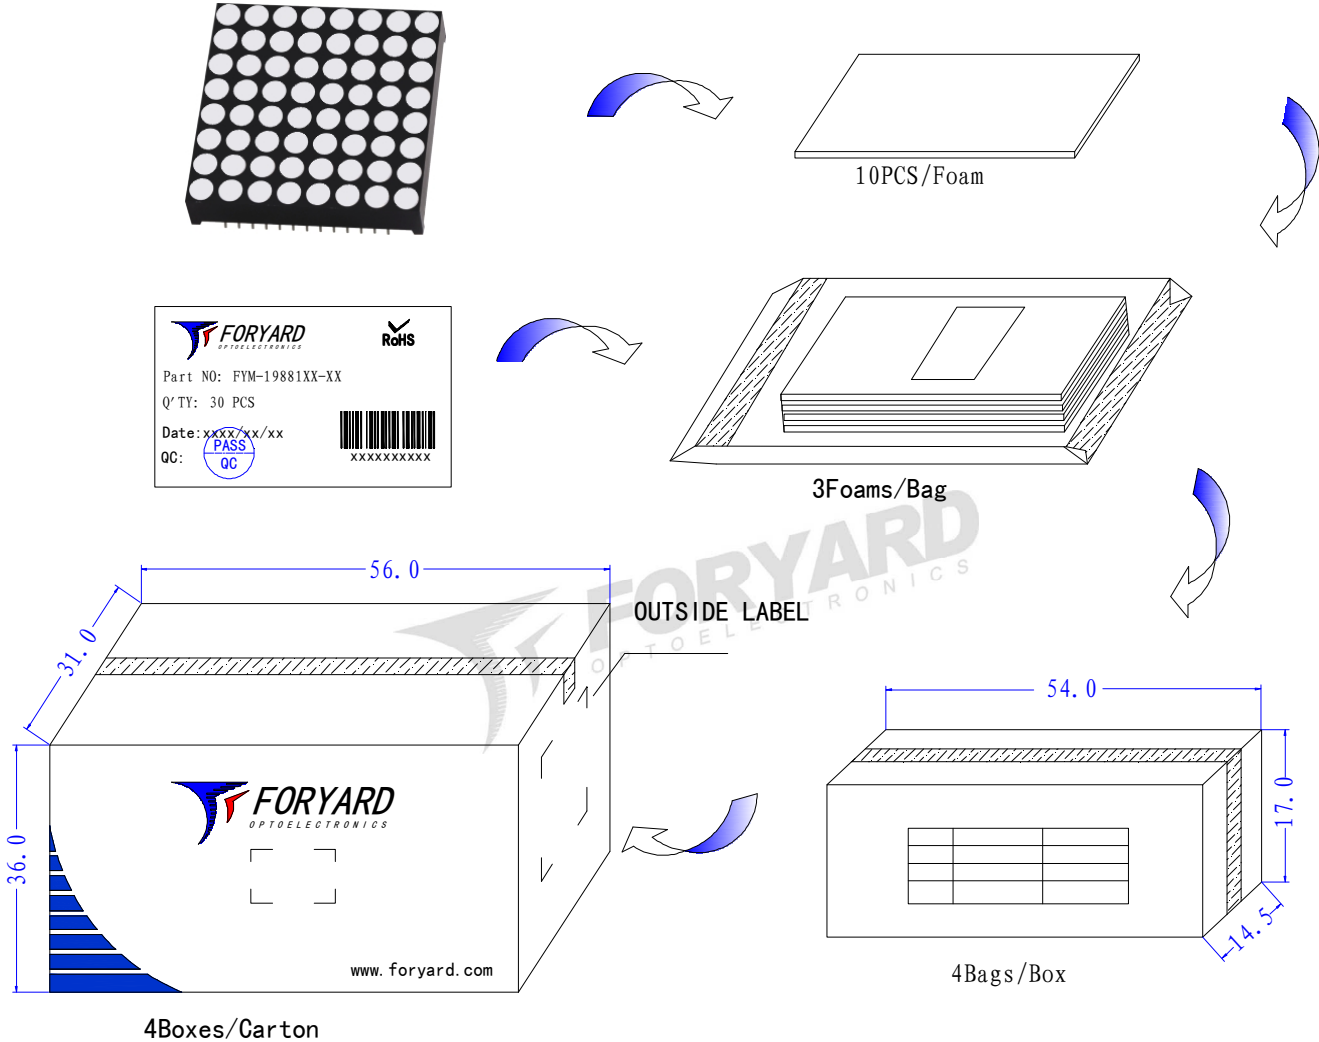 10PCS/Foam
FORYARD
OPTOELECTRONICS
RoHS
Part NO: FYM-19881XX-XX
Q'TY: 30 PCS
Date:xxxx/xx/xx
QC:
PASS
QC
xxxxxxxxxx
3Foams/Bag
FORYARD
OPTOELECTRONICS
56.0
31.0
36.0
OUTSIDE LABEL
FORYARD
OPTOELECTRONICS
www.foryard.com
4Boxes/Carton
54.0
17.0
14.5
4Bags/Box